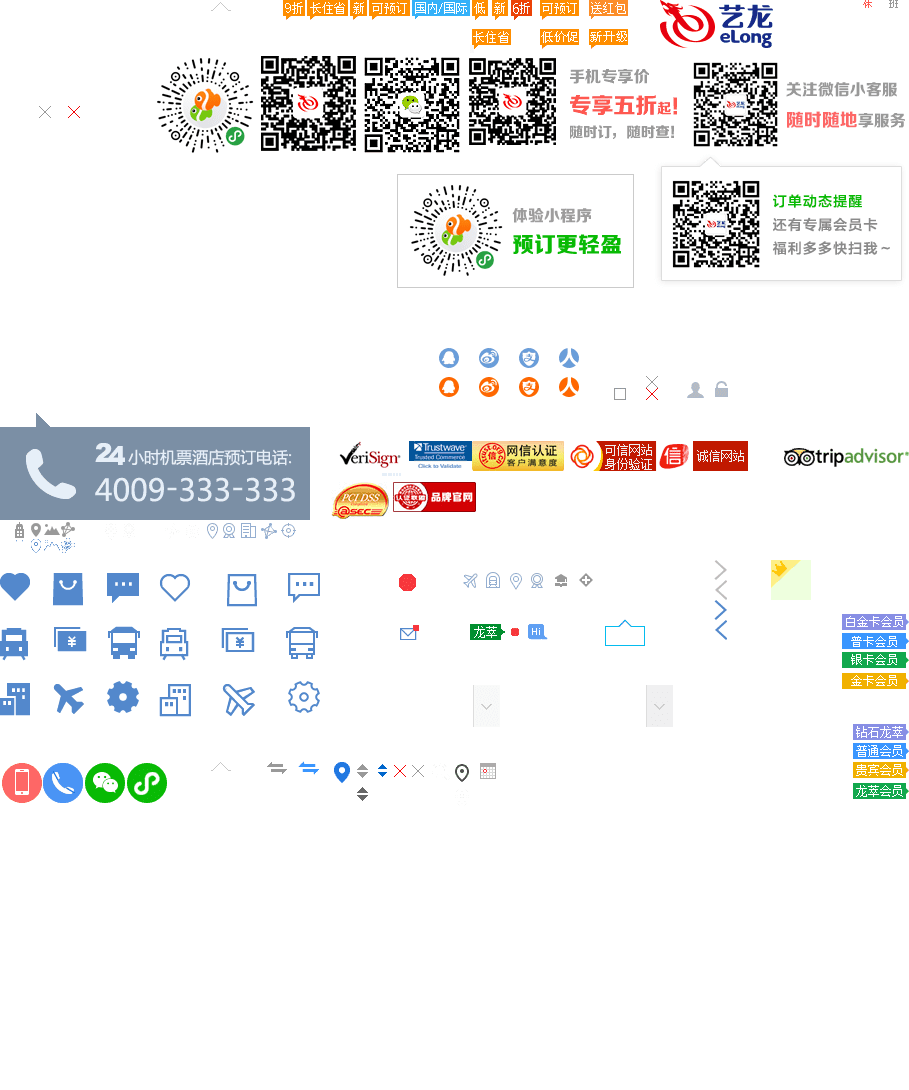 9折 长住省 新 可预订 国内/国际 低 新 6折 可预订 送红包
休 班
长住省 低价促 新升级
艺龙
eLong
手机专享价
专享五折起!
随时订，随时查!
关注微信小客服
随时随地享服务
体验小程序
预订更轻盈
订单动态提醒
还有专属会员卡
福利多多快扫我～
24小时机票酒店预订电话:
4009-333-333
VeriSign
Trustwave
Trusted Commerce
Click to Validate
网信认证
客户满意度
可信网站
身份验证
信
诚信网站
tripadvisor
PCI DSS
@SEC
品牌官网
龙萃
Hi
白金卡会员
普卡会员
银卡会员
金卡会员
钻石龙萃
普通会员
贵宾会员
龙萃会员